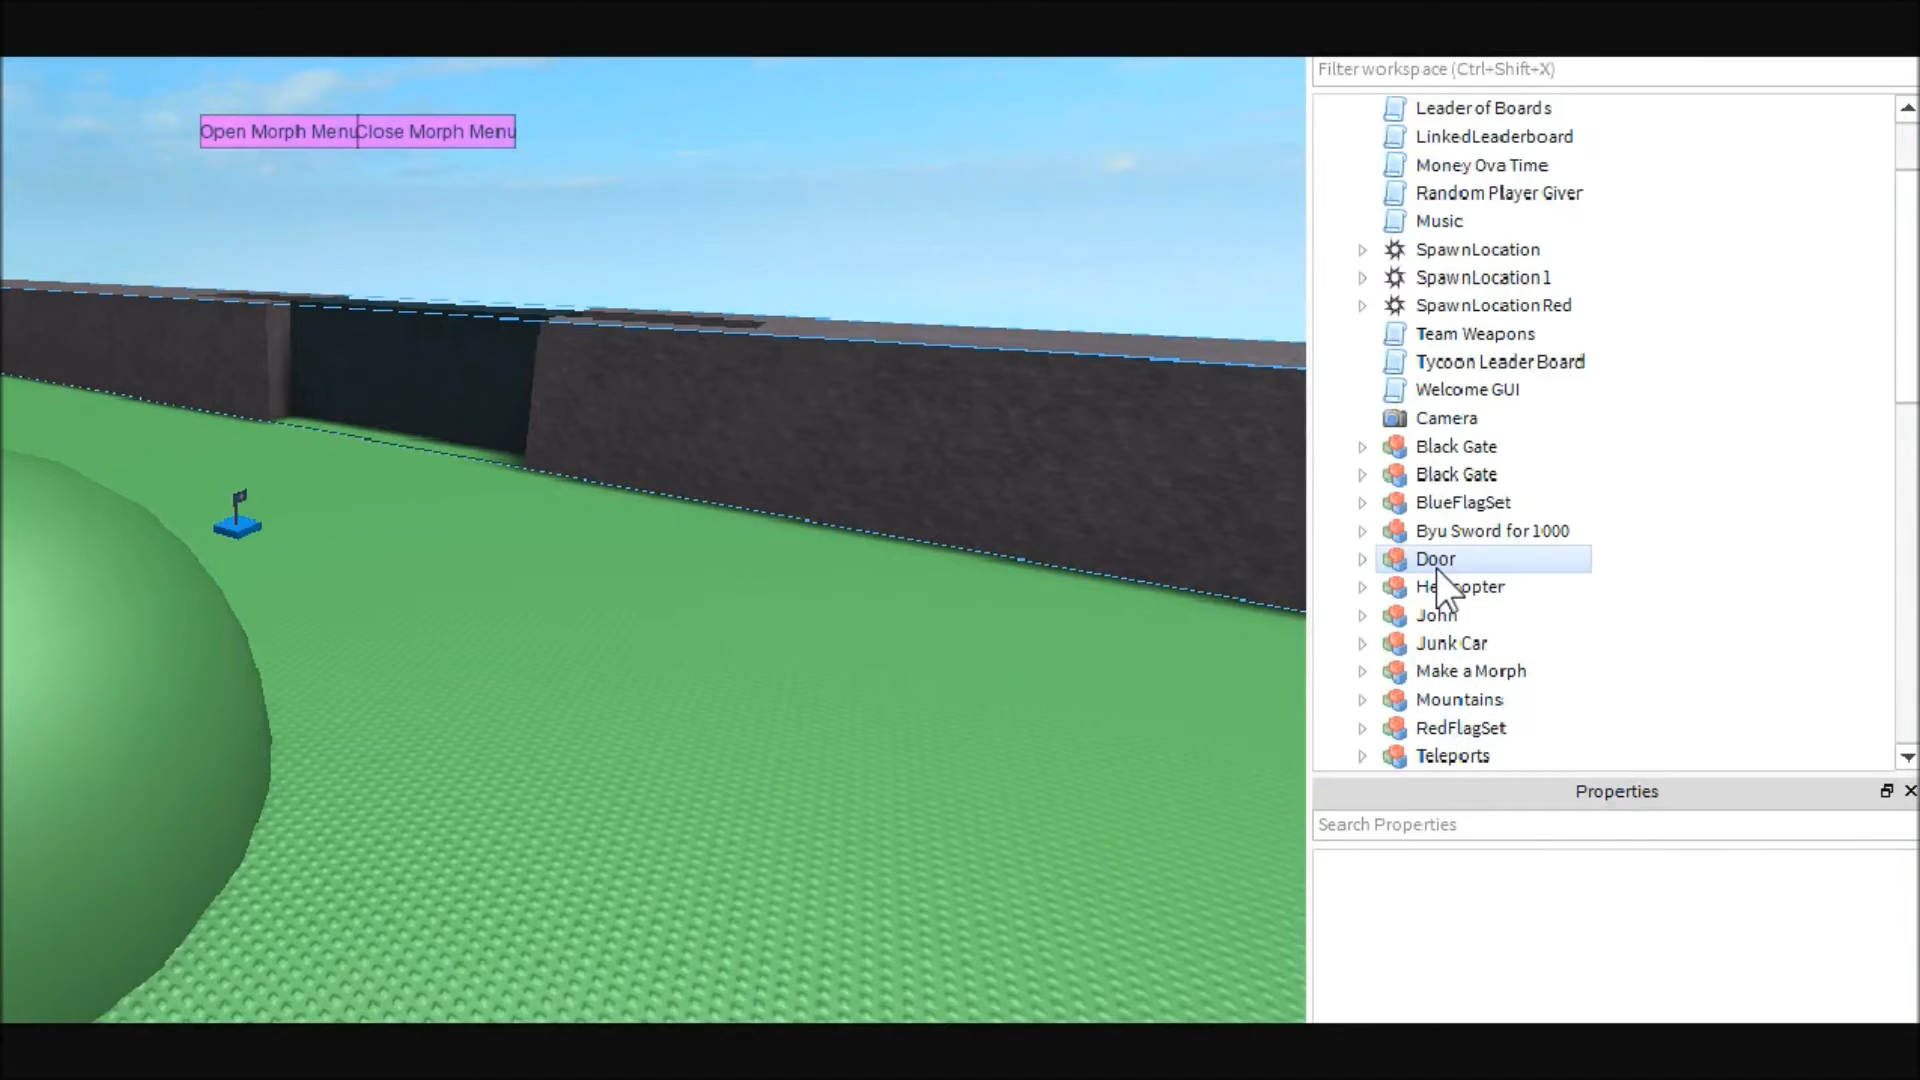 Filter workspace (Ctrl+Shift+X)
Open Morph Menu Close Morph Menu
Leader of Boards
LinkedLeaderboard
Money Ova Time
Random Player Giver
Music
SpawnLocation
SpawnLocation1
SpawnLocationRed
Team Weapons
Tycoon Leader Board
Welcome GUI
Camera
Black Gate
Black Gate
BlueFlagSet
Byu Sword for 1000
Door
Helicopter
John
Junk Car
Make a Morph
Mountains
RedFlagSet
Teleports
Properties
Search Properties